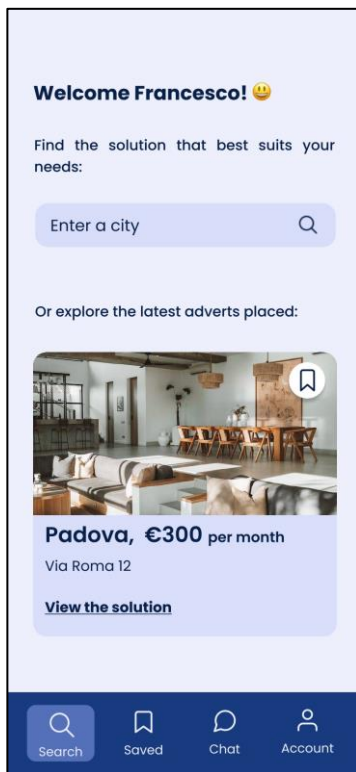 Welcome Francesco! 😃
Find the solution that best suits your
needs:
Enter a city
Or explore the latest adverts placed:
Padova, €300 per month
Via Roma 12
View the solution
Search Saved Chat Account